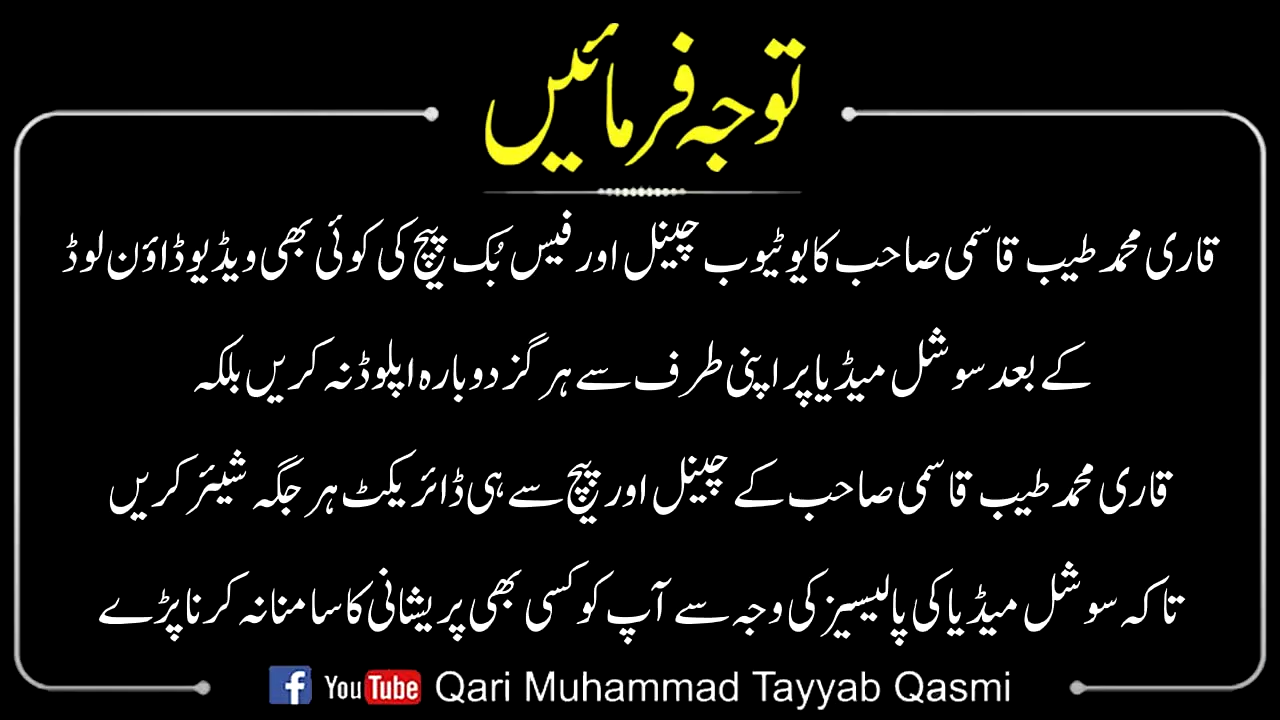 توجہ فرمائیں
قاری محمد طیب قاسمی صاحب کا یوٹیوب چینل اور فیس بُک پیج کی کوئی بھی ویڈیو ڈاؤن لوڈ
کے بعد سوشل میڈیا پر اپنی طرف سے ہرگز دوبارہ اپلوڈ نہ کریں بلکہ
قاری محمد طیب قاسمی صاحب کے چینل اور پیج سے ہی ڈائریکٹ ہر جگہ شیئر کریں
تاکہ سوشل میڈیا کی پالیسیز کی وجہ سے آپ کو کسی بھی پریشانی کا سامنا نہ کرنا پڑے
f YouTube Qari Muhammad Tayyab Qasmi